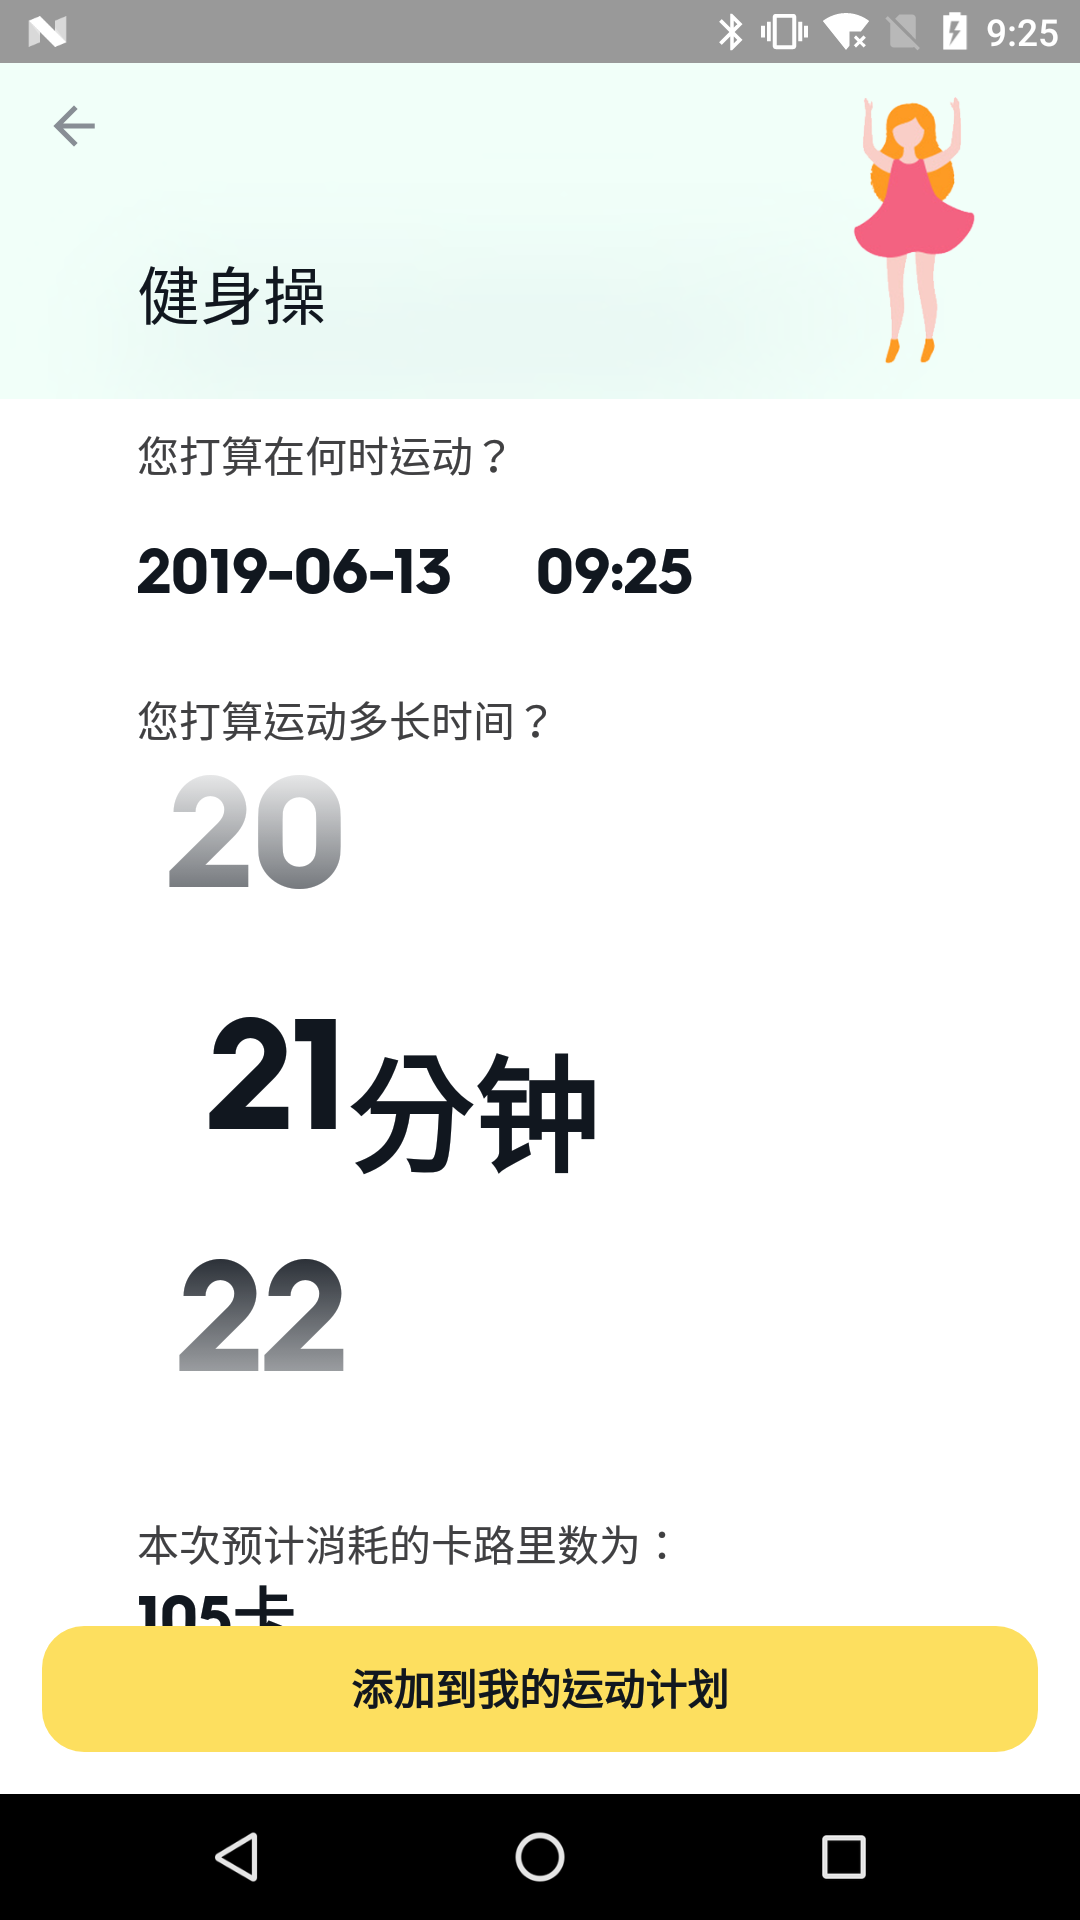 9:25
健身操
您打算在何时运动？
2019-06-13 09:25
您打算运动多长时间？
20
21分钟
22
本次预计消耗的卡路里数为：
105卡
添加到我的运动计划